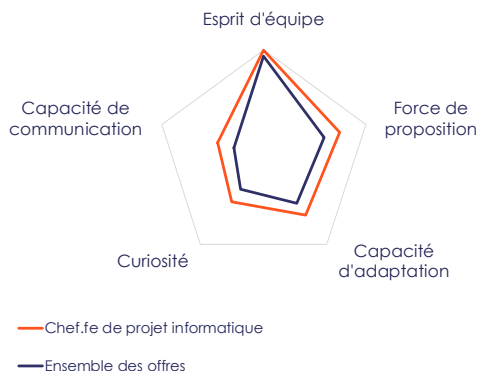 Esprit d'équipe
Capacité de
communication
Force de
proposition
Curiosité
Capacité
d'adaptation
Chef.fe de projet informatique
Ensemble des offres